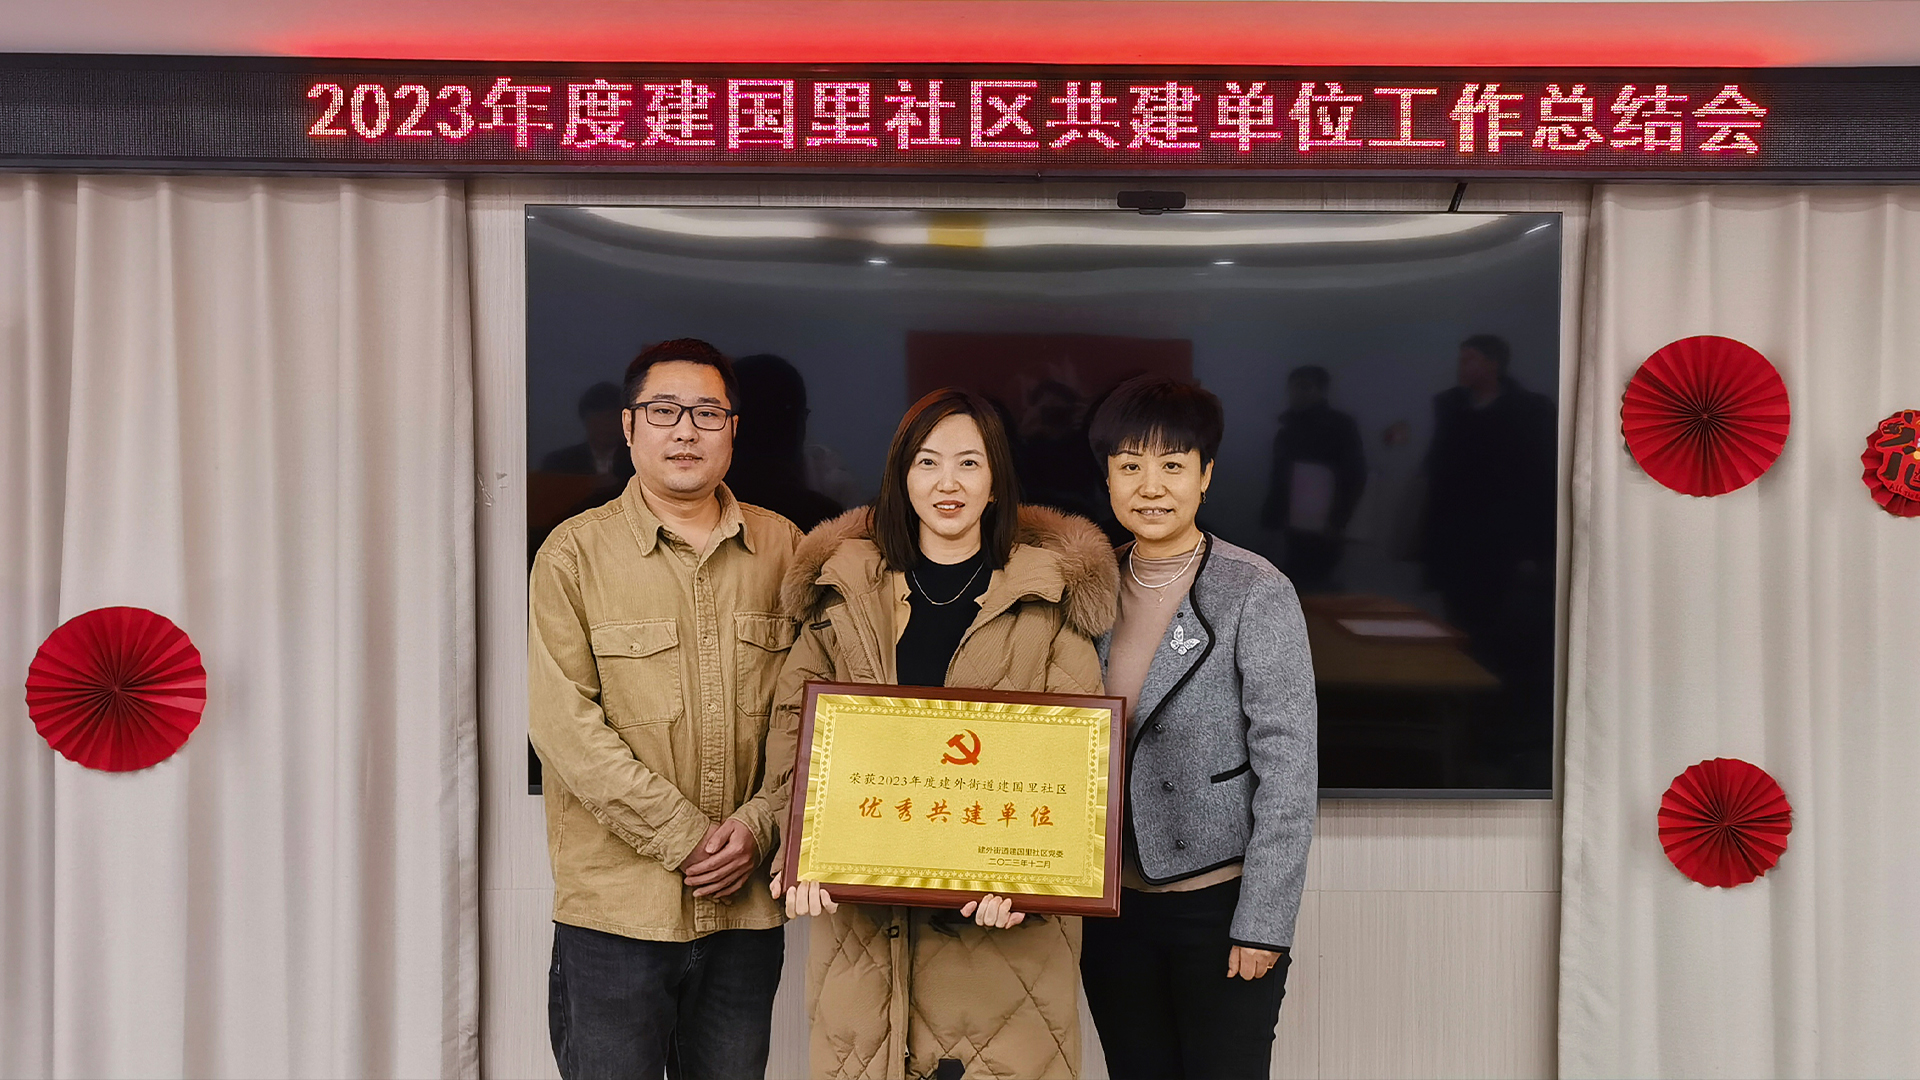 2023年度建国里社区共建单位工作总结会
荣获2023年度建外街道建国里社区
优秀共建单位
建外街道建国里社区党委
二〇二三年十二月